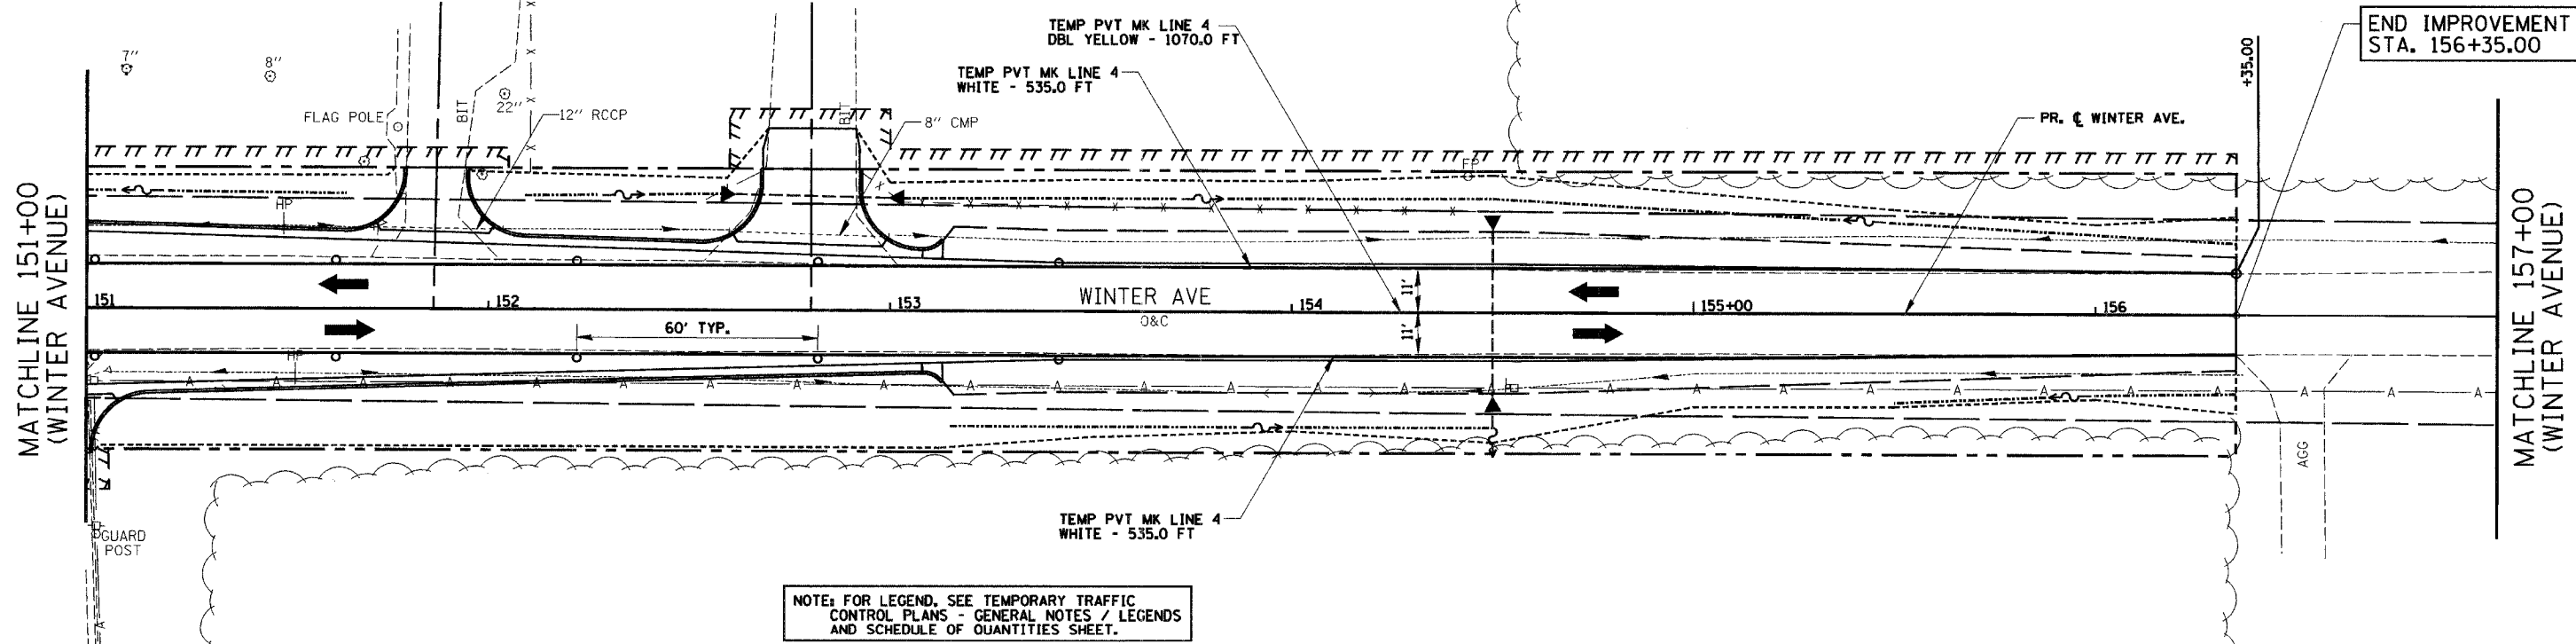 TEMP PVT MK LINE 4
DBL YELLOW - 1070.0 FT
END IMPROVEMENT
STA. 156+35.00
+35.00
7"
8"
TEMP PVT MK LINE 4
WHITE - 535.0 FT
22"
BIT
FLAG POLE
12" RCCP
BIT
8" CMP
PR. ℄ WINTER AVE.
MATCHLINE 151+00
(WINTER AVENUE)
MATCHLINE 157+00
(WINTER AVENUE)
FP
HP
WINTER AVE
11'
151
152
153
154
155+00
156
O&C
60' TYP.
11'
HP
A A A A A A A A A A A A A A A A A A A A A A A A A A A
AGG
TEMP PVT MK LINE 4
WHITE - 535.0 FT
GUARD
POST
NOTE: FOR LEGEND, SEE TEMPORARY TRAFFIC
CONTROL PLANS - GENERAL NOTES / LEGENDS
AND SCHEDULE OF QUANTITIES SHEET.